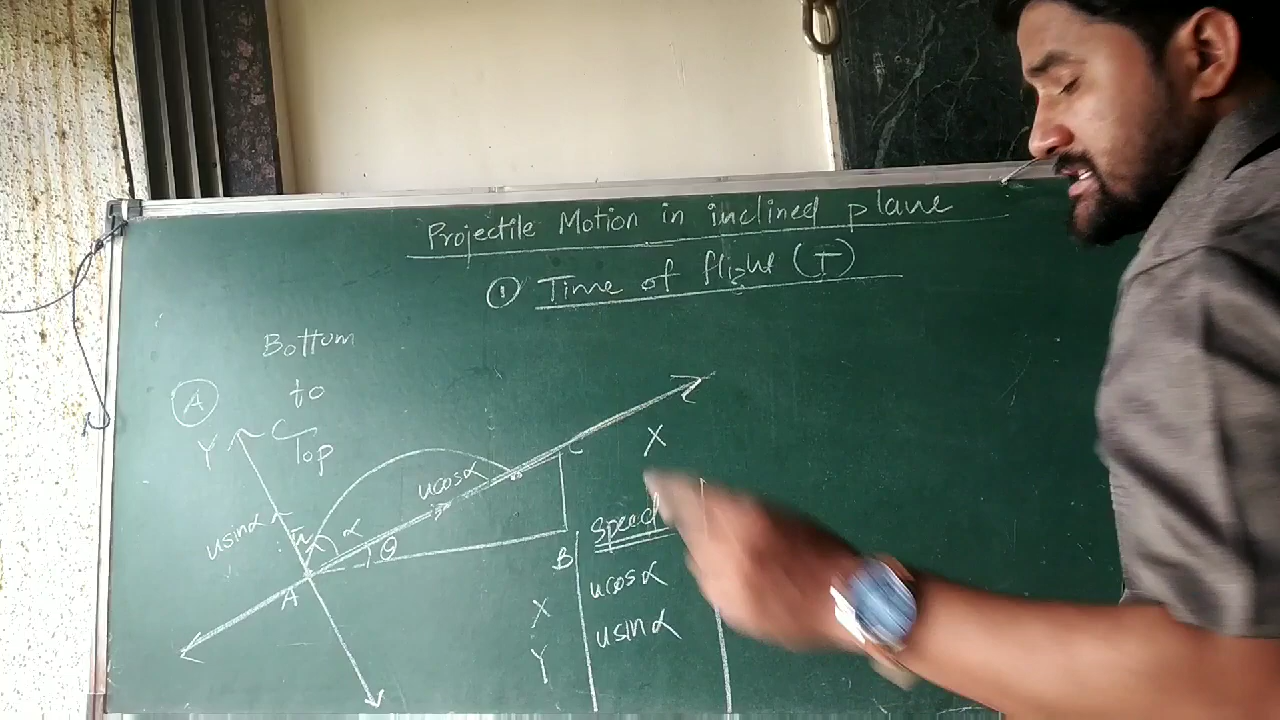 Projectile Motion in inclined plane
① Time of flight (T)
Bottom
A
to
Top
Y
C
X
ucosα
usinα
u
α
θ
A
B
speed
X
ucosα
Y
usinα